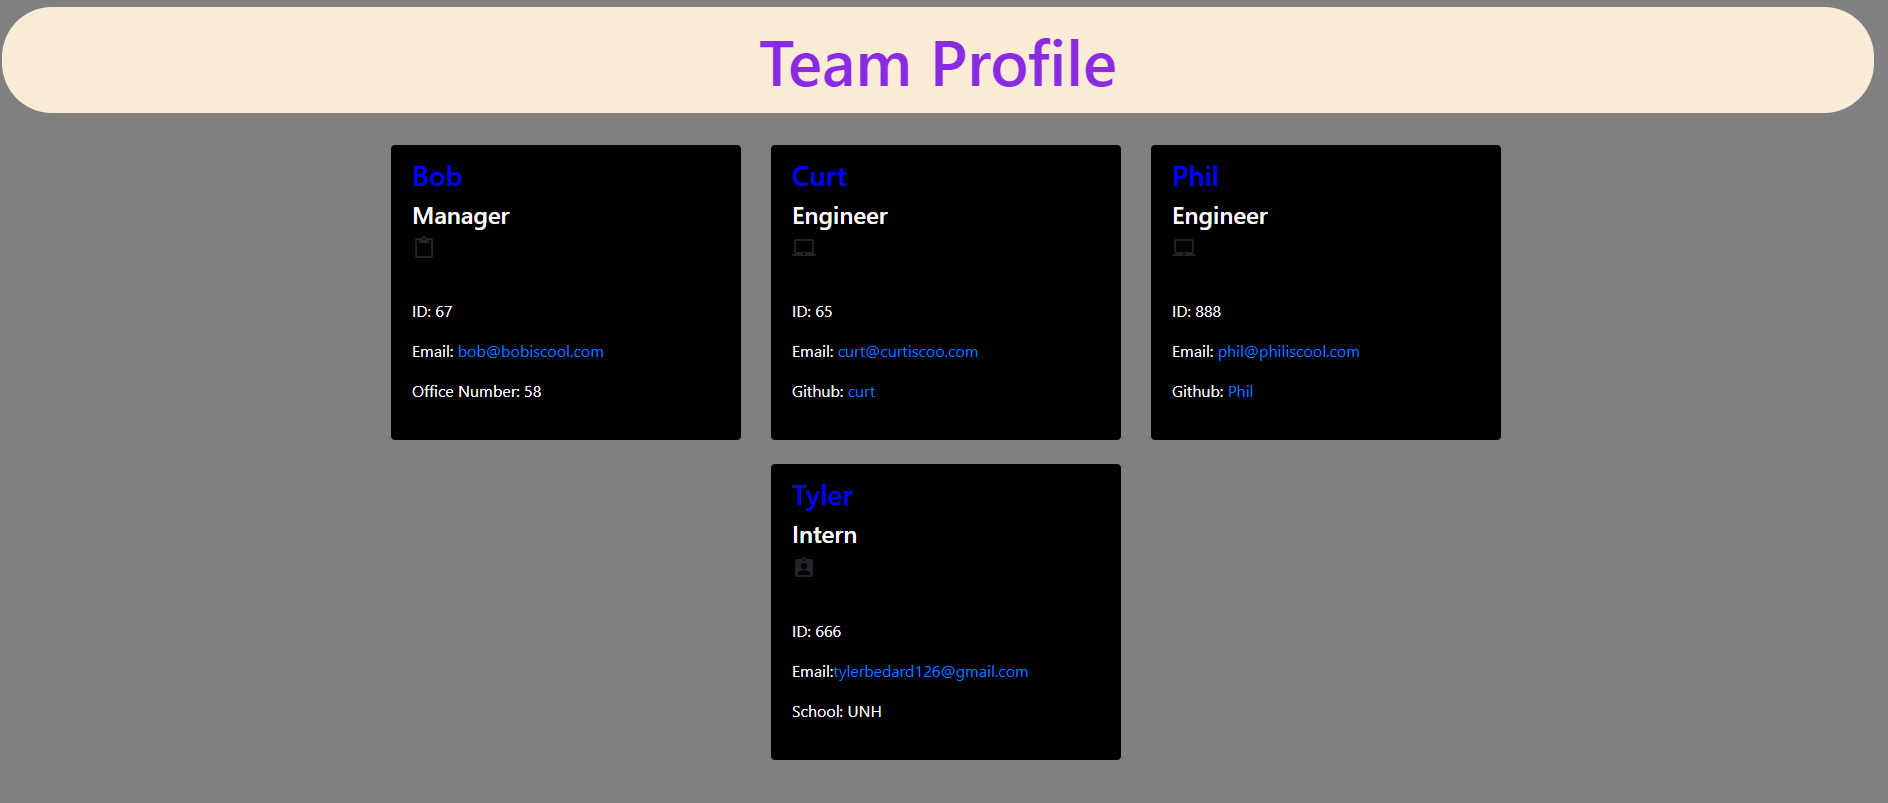 Team Profile
Bob
Manager
ID: 67
Email: bob@bobiscool.com
Office Number: 58
Curt
Engineer
ID: 65
Email: curt@curtiscoo.com
Github: curt
Phil
Engineer
ID: 888
Email: phil@philiscool.com
Github: Phil
Tyler
Intern
ID: 666
Email:tylerbedard126@gmail.com
School: UNH